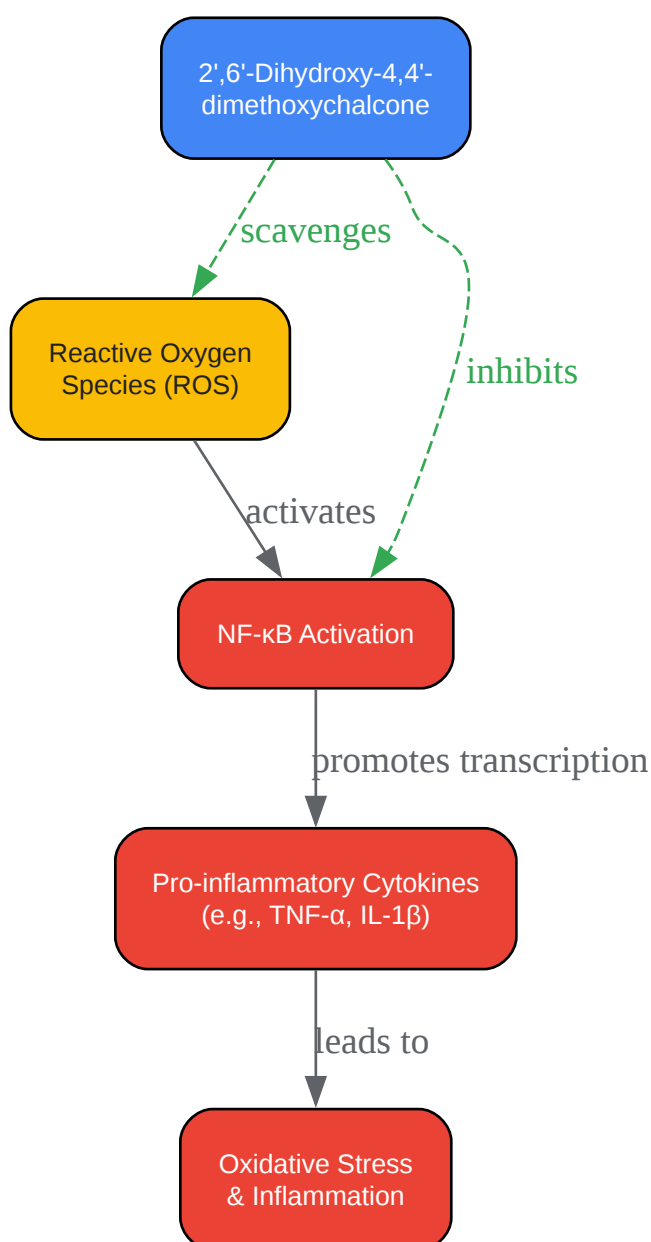 2',6'-Dihydroxy-4,4'-
dimethoxychalcone
scavenges
Reactive Oxygen
Species (ROS)
inhibits
activates
NF-κB Activation
promotes transcription
Pro-inflammatory Cytokines
(e.g., TNF-α, IL-1β)
leads to
Oxidative Stress
& Inflammation